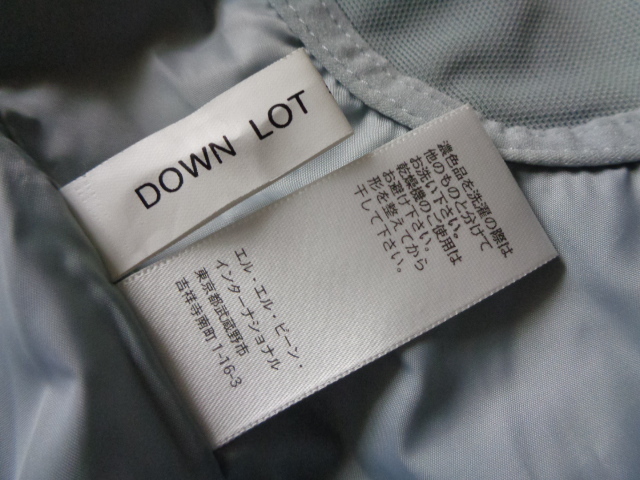 DOWN LOT
濃色品を洗濯の際は
他のものと分けて
お洗い下さい。
乾燥機のご使用は
お避け下さい。
形を整えてから
干して下さい。
エル・エル・ビーン・
インターナショナル
東京都武蔵野市
吉祥寺南町1-16-3